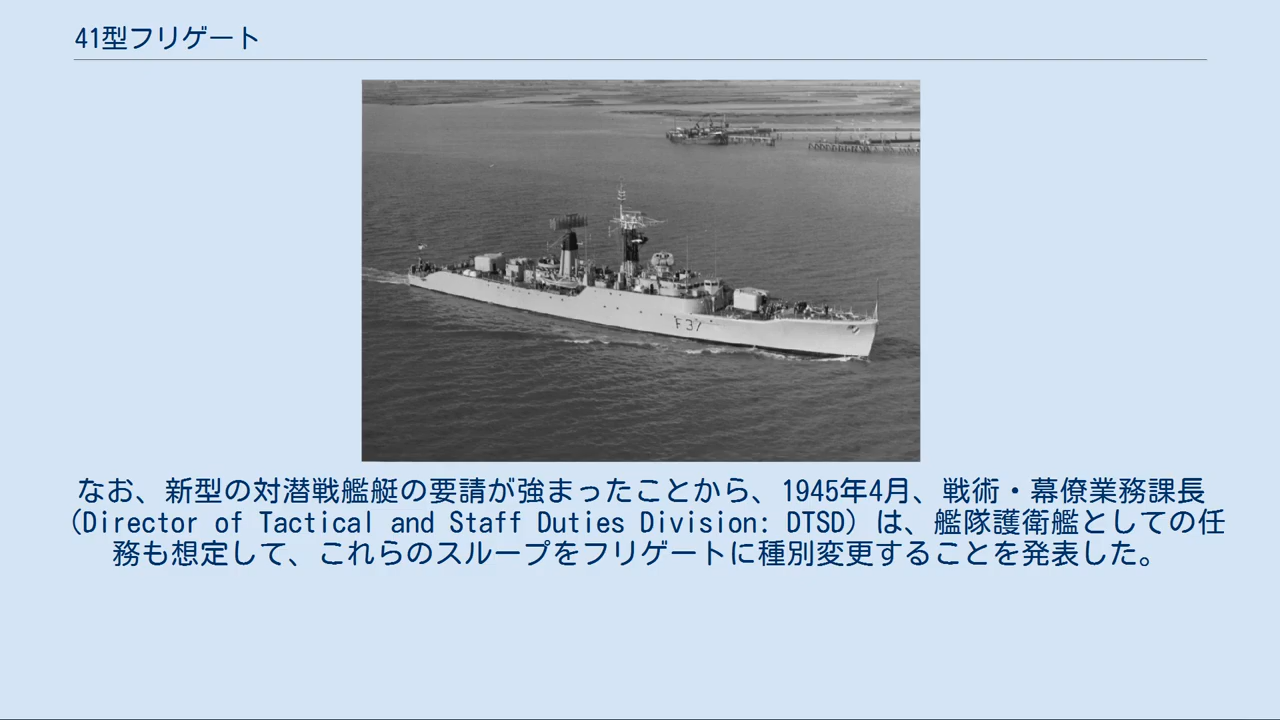 41型フリゲート
F37
なお、新型の対潜戦艦艇の要請が強まったことから、1945年4月、戦術・幕僚業務課長
(Director of Tactical and Staff Duties Division: DTSD) は、艦隊護衛艦としての任
務も想定して、これらのスループをフリゲートに種別変更することを発表した。